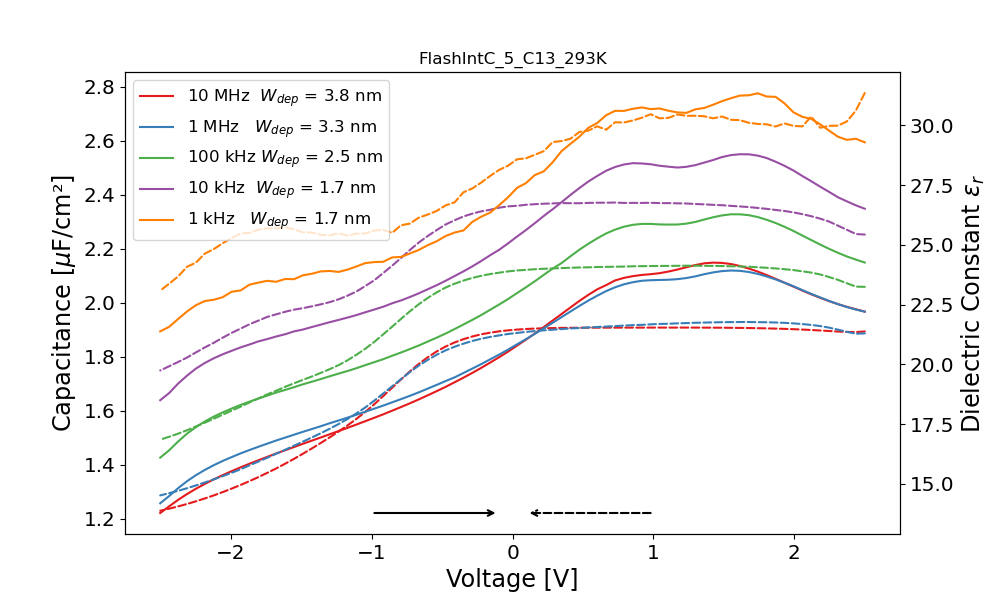 FlashIntC_5_C13_293K
10 MHz W_dep = 3.8 nm
1 MHz W_dep = 3.3 nm
100 kHz W_dep = 2.5 nm
10 kHz W_dep = 1.7 nm
1 kHz W_dep = 1.7 nm
Capacitance [μF/cm²]
2.8
2.6
2.4
2.2
2.0
1.8
1.6
1.4
1.2
−2
−1
0
1
2
Voltage [V]
30.0
27.5
25.0
22.5
20.0
17.5
15.0
Dielectric Constant ε_r